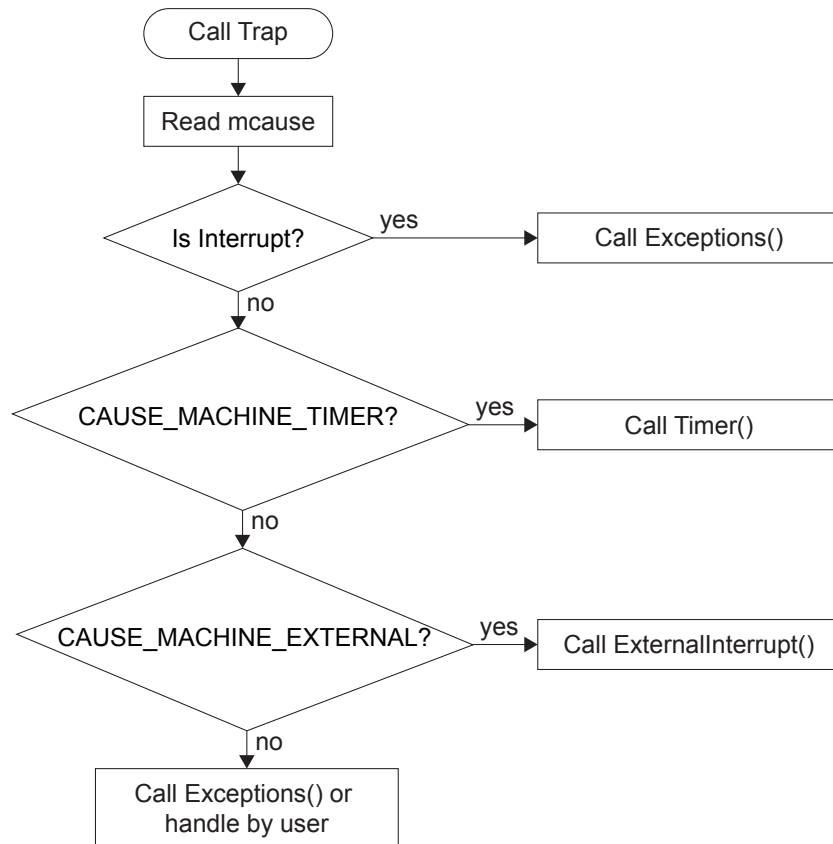 Call Trap
Read mcause
Is Interrupt?
yes
Call Exceptions()
no
CAUSE_MACHINE_TIMER?
yes
Call Timer()
no
CAUSE_MACHINE_EXTERNAL?
yes
Call ExternalInterrupt()
no
Call Exceptions() or
handle by user